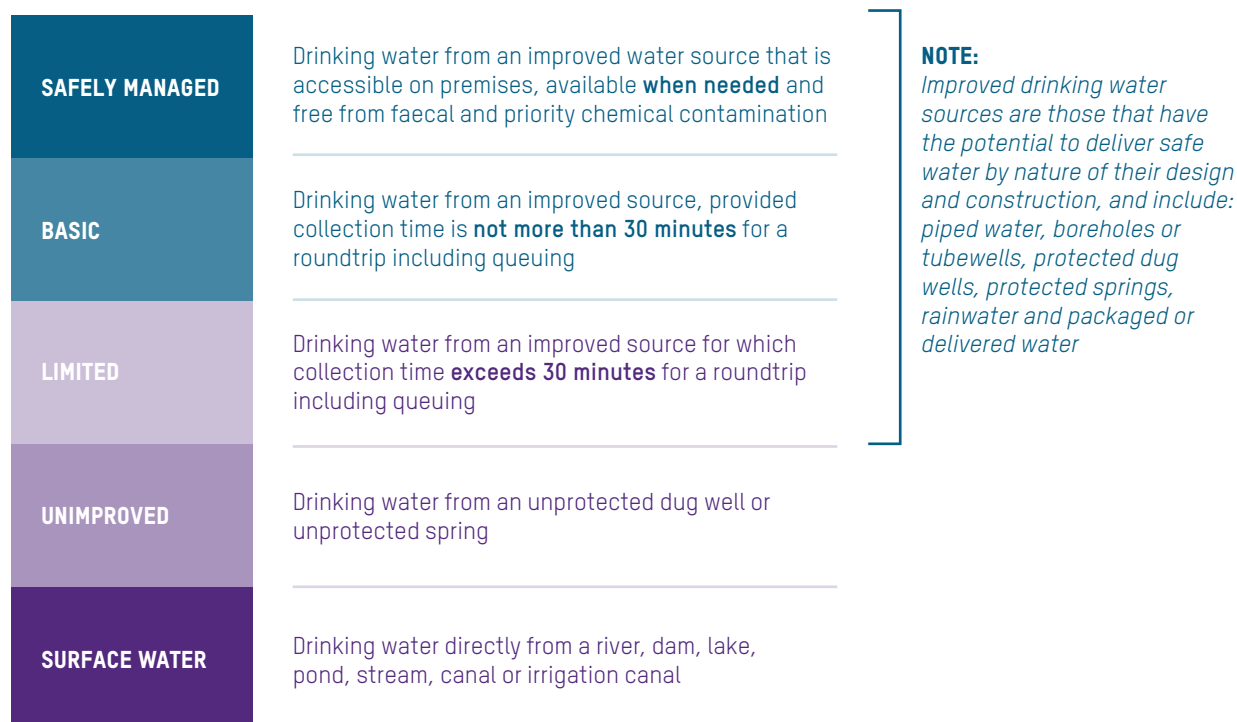 SAFELY MANAGED
Drinking water from an improved water source that is
accessible on premises, available when needed and
free from faecal and priority chemical contamination
BASIC
Drinking water from an improved source, provided
collection time is not more than 30 minutes for a
roundtrip including queuing
LIMITED
Drinking water from an improved source for which
collection time exceeds 30 minutes for a roundtrip
including queuing
UNIMPROVED
Drinking water from an unprotected dug well or
unprotected spring
SURFACE WATER
Drinking water directly from a river, dam, lake,
pond, stream, canal or irrigation canal
NOTE:
Improved drinking water
sources are those that have
the potential to deliver safe
water by nature of their design
and construction, and include:
piped water, boreholes or
tubewells, protected dug
wells, protected springs,
rainwater and packaged or
delivered water